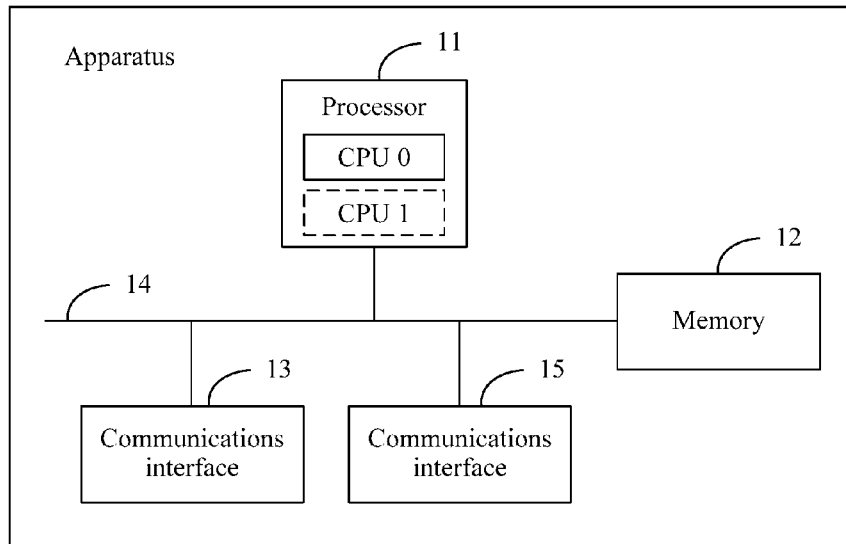 Apparatus
11
Processor
CPU 0
CPU 1
12
Memory
14
13
Communications
interface
15
Communications
interface